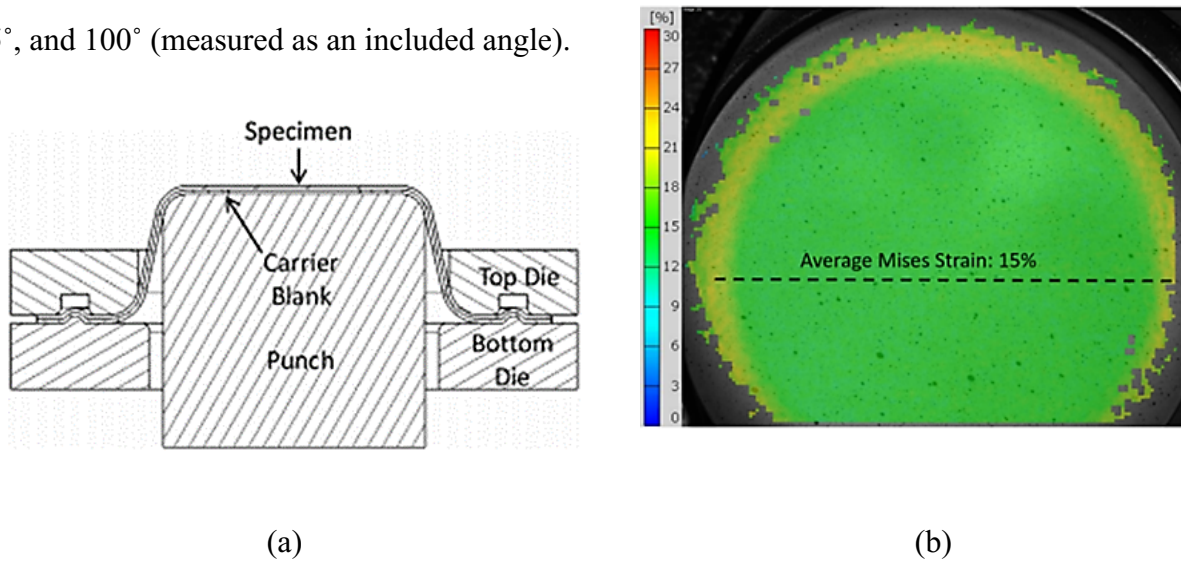 ˚, and 100˚ (measured as an included angle).
Specimen
Carrier
Blank
Top Die
Punch
Bottom
Die
[%]
30
27
24
21
18
15
12
9
6
3
0
Average Mises Strain: 15%
(a)
(b)